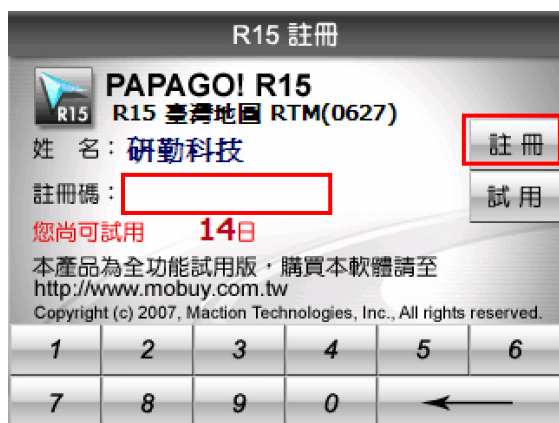 R15 註冊
R15
PAPAGO! R15
R15 臺灣地圖 RTM(0627)
姓 名：研勤科技
註冊
註冊碼：
試用
您尚可試用 14日
本產品為全功能試用版，購買本軟體請至
http://www.mobuy.com.tw
Copyright (c) 2007, Maction Technologies, Inc., All rights reserved.
1 2 3 4 5 6
7 8 9 0